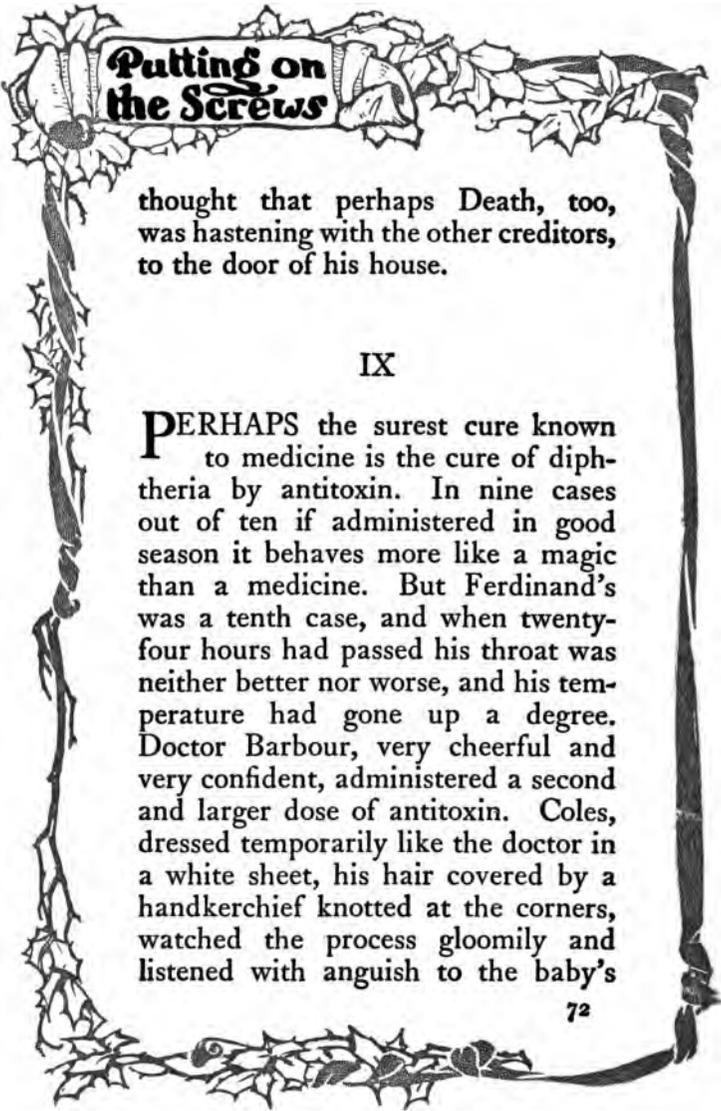 Putting on
the Screws
thought that perhaps Death, too,
was hastening with the other creditors,
to the door of his house.
IX
PERHAPS the surest cure known
to medicine is the cure of diph-
theria by antitoxin. In nine cases
out of ten if administered in good
season it behaves more like a magic
than a medicine. But Ferdinand's
was a tenth case, and when twenty-
four hours had passed his throat was
neither better nor worse, and his tem-
perature had gone up a degree.
Doctor Barbour, very cheerful and
very confident, administered a second
and larger dose of antitoxin. Coles,
dressed temporarily like the doctor in
a white sheet, his hair covered by a
handkerchief knotted at the corners,
watched the process gloomily and
listened with anguish to the baby's
72